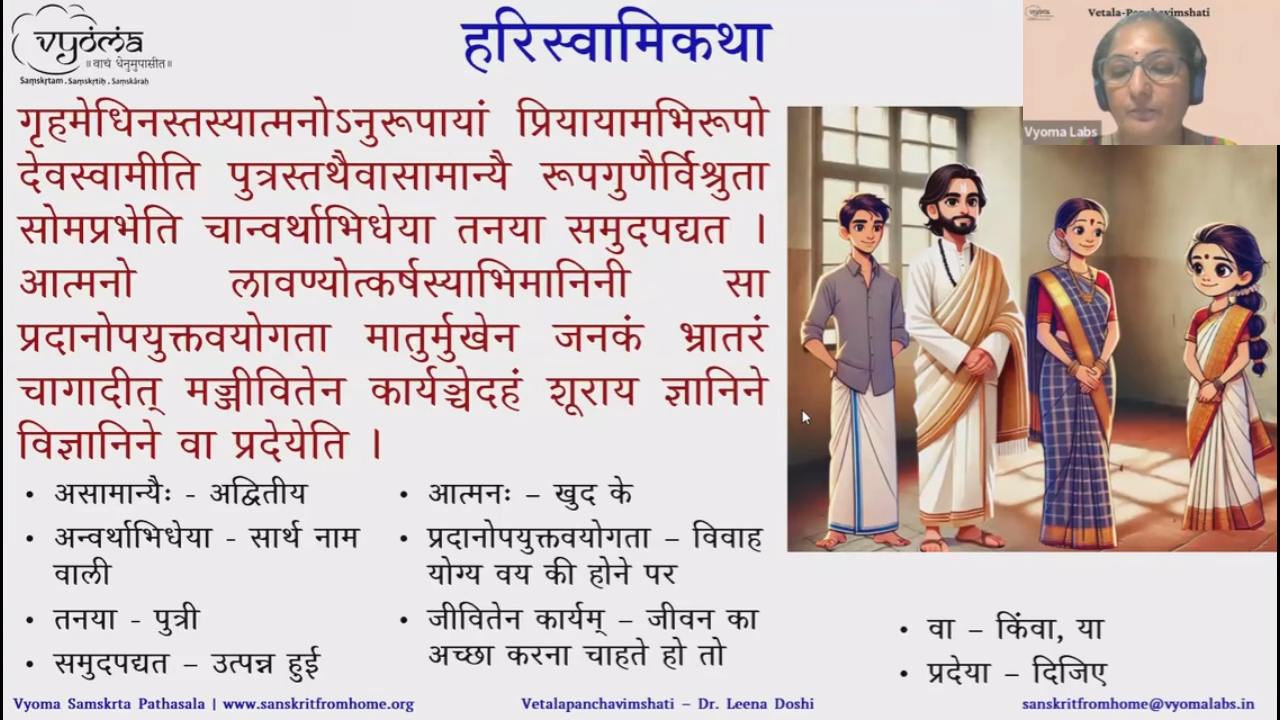 vyoma
॥ वाचं धेनुमुपासीत॥
Saṃskṛtam . Saṃskṛtiḥ . Saṃskāraḥ
हरिस्वामिकथा
Vetala-Panchavimshati
Vyoma Labs
गृहमेधिनस्तस्यात्मनोऽनुरूपायां प्रियायामभिरूपो
देवस्वामीति पुत्रस्तथैवासामान्यै रूपगुणैर्विश्रुता
सोमप्रभेति चान्वर्थाभिधेया तनया समुदपद्यत ।
आत्मनो लावण्योत्कर्षस्याभिमानिनी सा
प्रदानोपयुक्तवयोगता मातुर्मुखेन जनकं भ्रातरं
चागादीत् मज्जीवितेन कार्यञ्चेदहं शूराय ज्ञानिने
विज्ञानिने वा प्रदेयेति ।
• असामान्यैः - अद्वितीय
• अन्वर्थाभिधेया - सार्थ नाम
वाली
• तनया - पुत्री
• समुदपद्यत – उत्पन्न हुई
• आत्मनः – खुद के
• प्रदानोपयुक्तवयोगता – विवाह
योग्य वय की होने पर
• जीवितेन कार्यम् – जीवन का
अच्छा करना चाहते हो तो
• वा – किंवा, या
• प्रदेया – दिजिए
Vyoma Samskrta Pathasala | www.sanskritfromhome.org
Vetalapanchavimshati – Dr. Leena Doshi
sanskritfromhome@vyomalabs.in